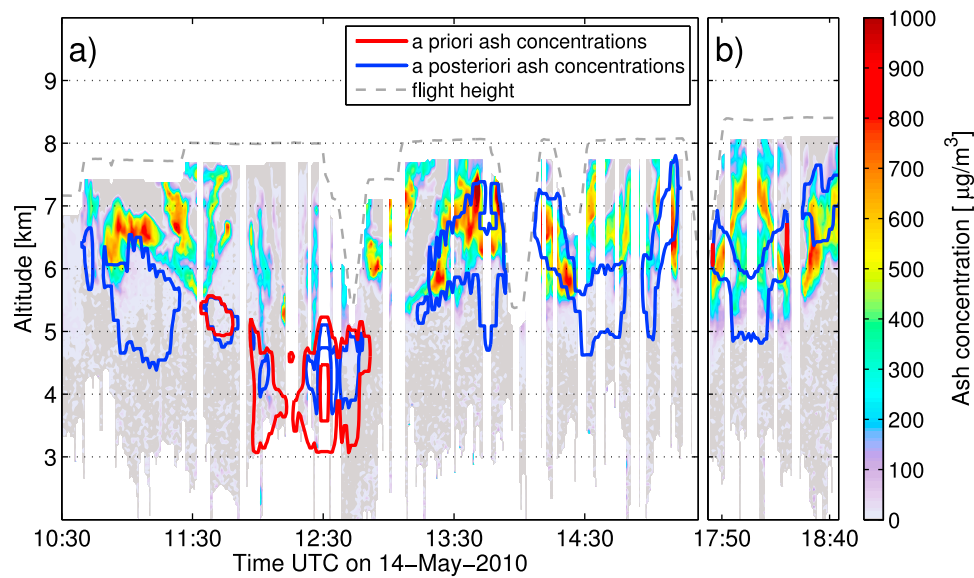 a)
a priori ash concentrations
a posteriori ash concentrations
flight height
b)
9
8
7
6
5
4
3
Altitude [km]
10:30 11:30 12:30 13:30 14:30
17:50 18:40
Time UTC on 14-May-2010
1000
900
800
700
600
500
400
300
200
100
0
Ash concentration [ µg/m³]